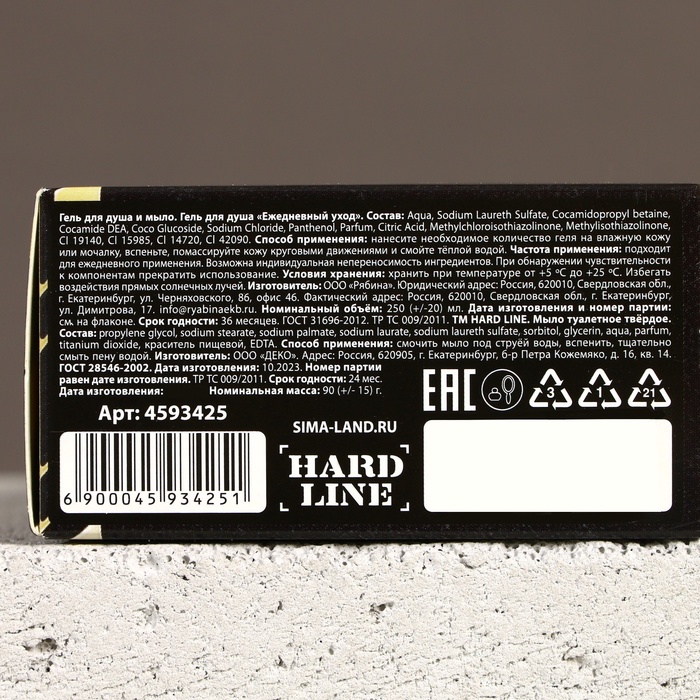 Гель для душа и мыло. Гель для душа «Ежедневный уход». Состав: Aqua, Sodium Laureth Sulfate, Cocamidopropyl betaine,
Cocamide DEA, Coco Glucoside, Sodium Chloride, Panthenol, Parfum, Citric Acid, Methylchloroisothiazolinone, Methylisothiazolinone,
CI 19140, CI 15985, CI 14720, CI 42090. Способ применения: нанесите необходимое количество геля на влажную кожу
или мочалку, вспеньте, помассируйте кожу круговыми движениями и смойте тёплой водой. Частота применения: подходит
для ежедневного применения. Возможна индивидуальная непереносимость ингредиентов. При обнаружении чувствительности
к компонентам прекратить использование. Условия хранения: хранить при температуре от +5 ºС до +25 ºС. Избегать
воздействия прямых солнечных лучей. Изготовитель: ООО «Рябина». Юридический адрес: Россия, 620010, Свердловская обл.,
г. Екатеринбург, ул. Черняховского, 86, офис 46. Фактический адрес: Россия, 620010, Свердловская обл., г. Екатеринбург,
ул. Димитрова, 17. info@ryabinaekb.ru. Номинальный объём: 250 (+/-20) мл. Дата изготовления и номер партии:
см. на флаконе. Срок годности: 36 месяцев. ГОСТ 31696-2012. ТР ТС 009/2011. ТМ HARD LINE. Мыло туалетное твёрдое.
Состав: propylene glycol, sodium stearate, sodium palmate, sodium laurate, sodium laureth sulfate, sorbitol, glycerin, aqua, parfum,
titanium dioxide, краситель пищевой, EDTA. Способ применения: смочить мыло под струёй воды, вспенить, тщательно
смыть пену водой. Изготовитель: ООО «ДЕКО». Адрес: Россия, 620905, г. Екатеринбург, б-р Петра Кожемяко, д. 16, кв. 14.
ГОСТ 28546-2002. Дата изготовления: 10.2023. Номер партии
равен дате изготовления. ТР ТС 009/2011. Срок годности: 24 мес.
Дата изготовления: Номинальная масса: 90 (+/- 15) г.
Арт: 4593425
6 900045 934251
SIMA-LAND.RU
HARD
LINE
EAC
3 1 21